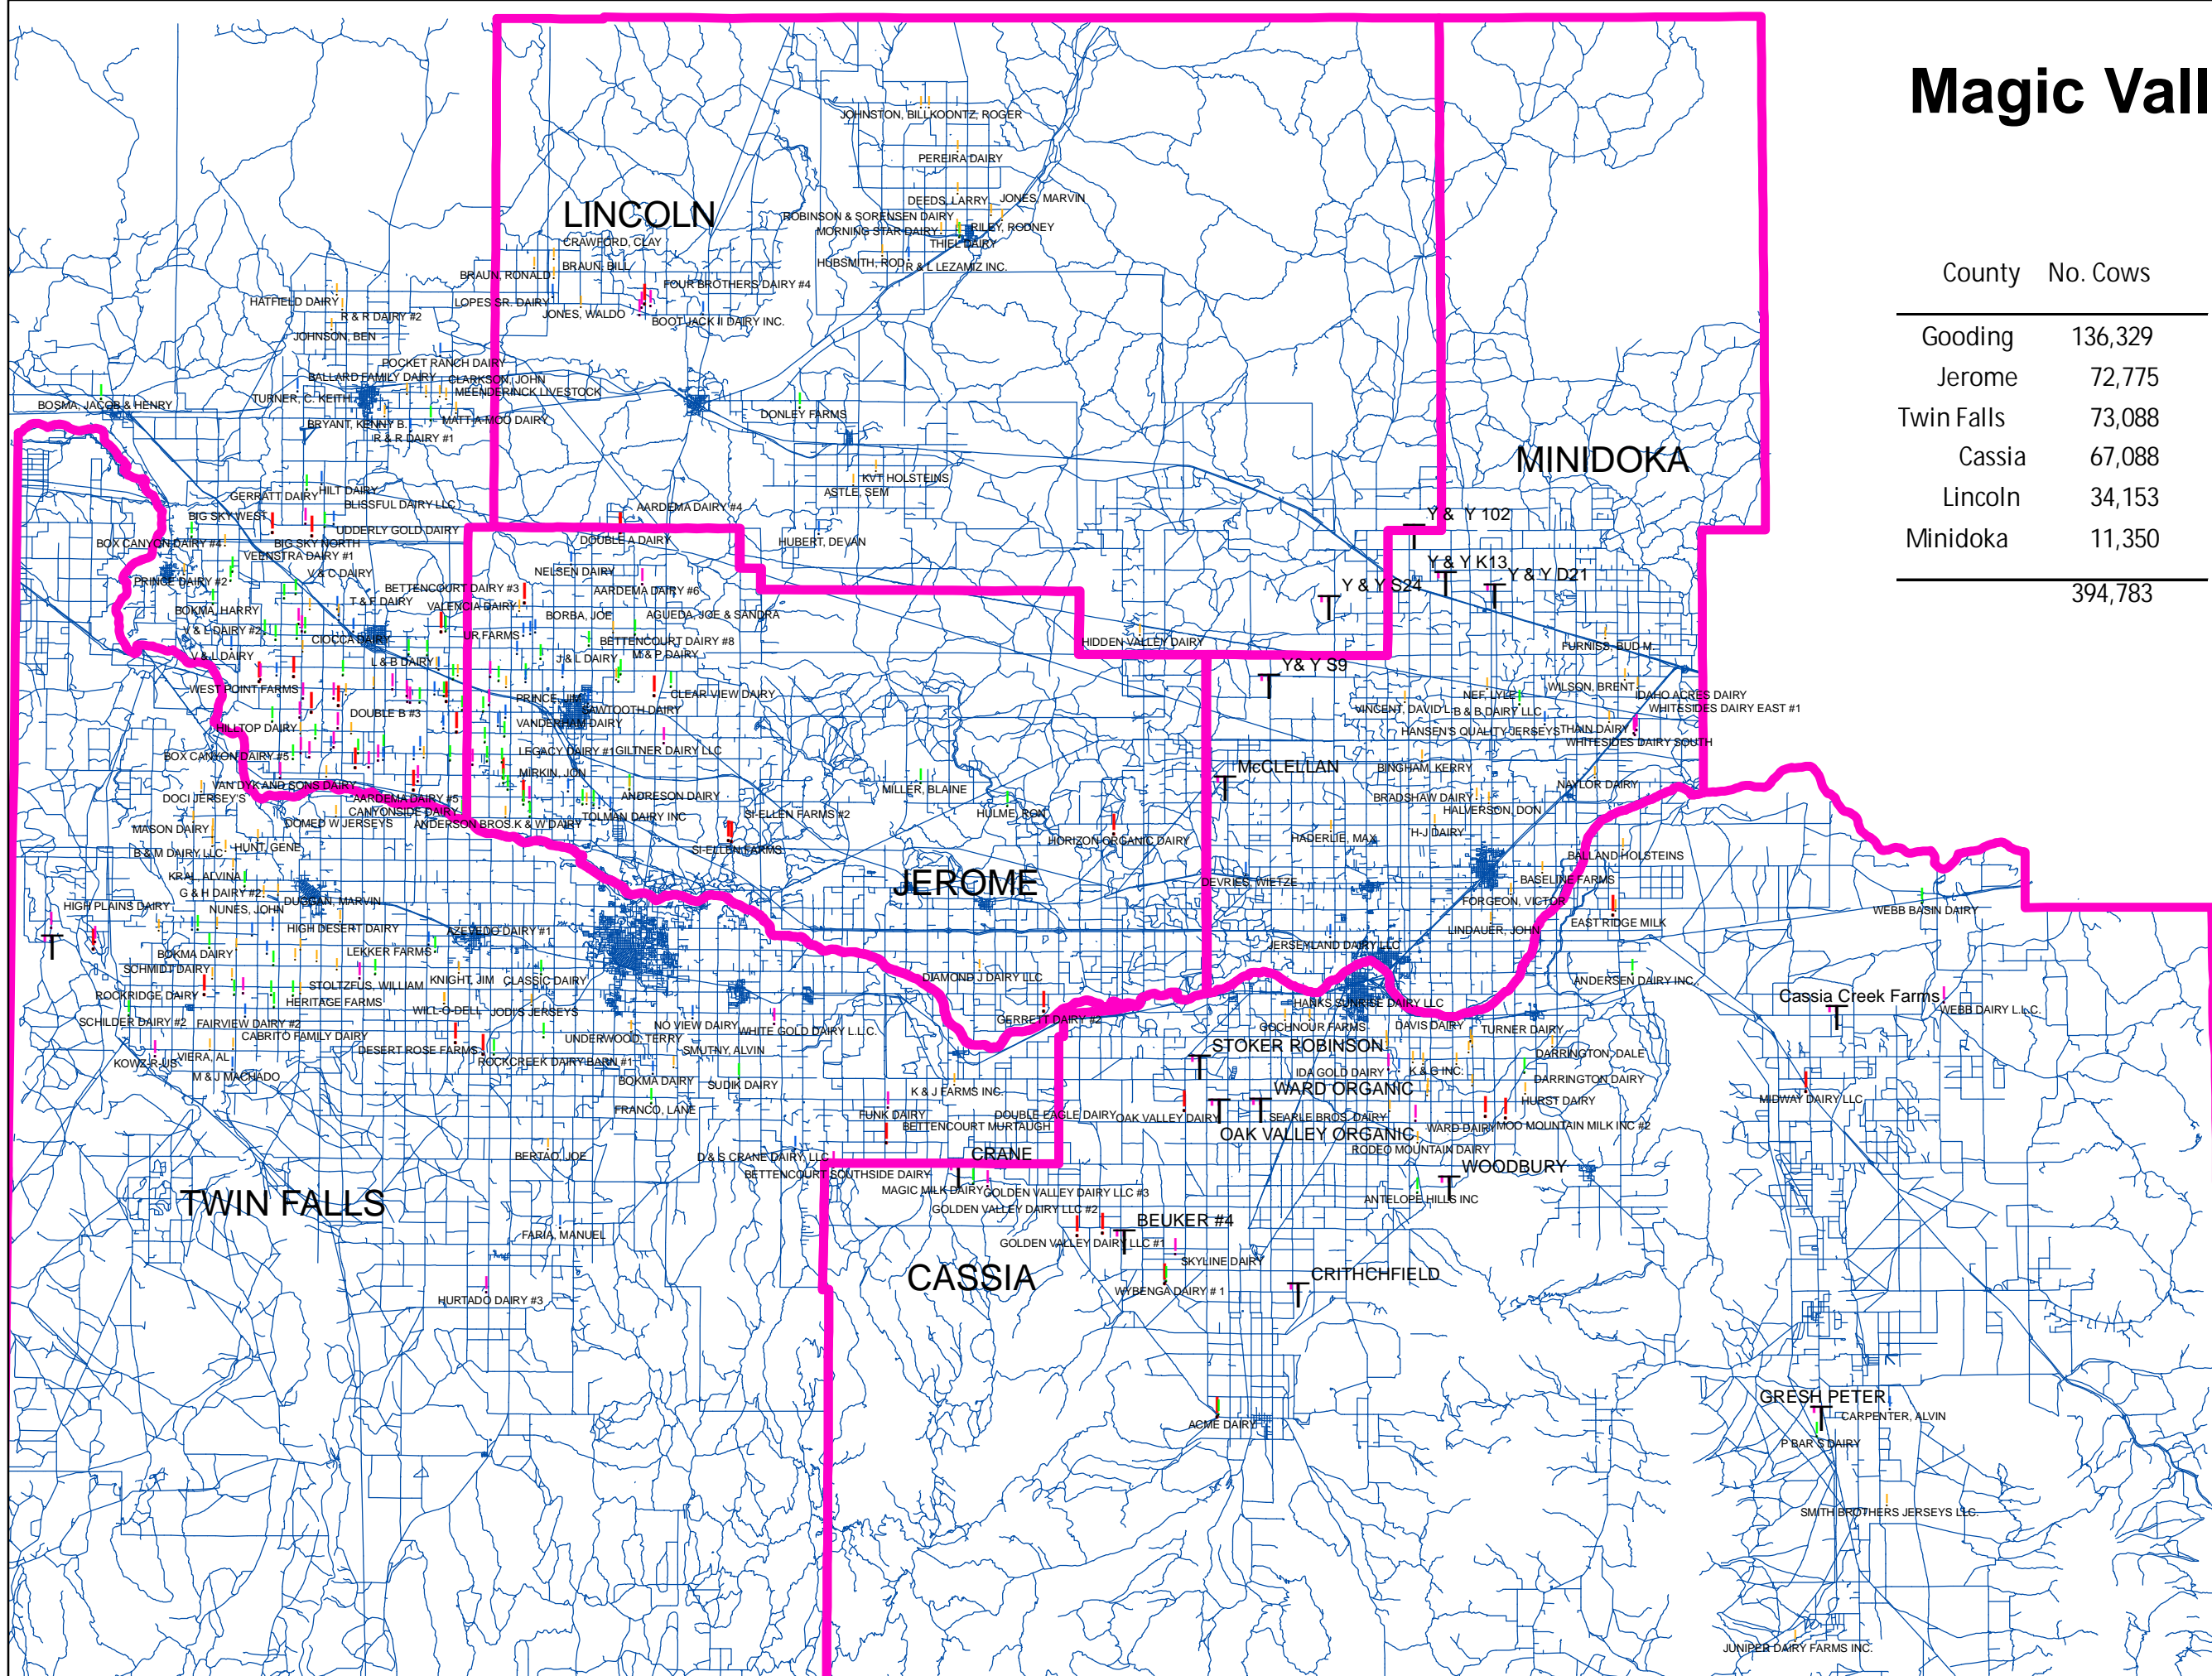 Magic Vall
County No. Cows
Gooding 136,329
Jerome 72,775
Twin Falls 73,088
Cassia 67,088
Lincoln 34,153
Minidoka 11,350
394,783
JOHNSTON, BILLKOONTZ, ROGER
PEREIRA DAIRY
DEEDS, LARRY
JONES, MARVIN
LINCOLN
ROBINSON & SORENSEN DAIRY
MORNING STAR DAIRY
RILEY, RODNEY
THIEL DAIRY
CRAWFORD, CLAY
HUBSMITH, ROD
R & L LEZAMIZ INC.
BRAUN, BILL
BRAUN, RONALD
FOUR BROTHERS DAIRY #4
HATFIELD DAIRY
LOPES SR. DAIRY
JONES, WALDO
BOOT JACK II DAIRY INC.
R & R DAIRY #2
JOHNSON, BEN
POCKET RANCH DAIRY
BALLARD FAMILY DAIRY
CLARKSON, JOHN
MEENDERINCK LIVESTOCK
TURNER, C. KEITH
BOSMA, JACOB & HENRY
DONLEY FARMS
BRYANT, KENNY B.
MATT-A-MOO DAIRY
R & R DAIRY #1
MINIDOKA
KVT HOLSTEINS
ASTLE, SEM
GERRATT DAIRY
HILT DAIRY
BLISSFUL DAIRY LLC
AARDEMA DAIRY #4
BIG SKY WEST
Y & Y 102
UDDERLY GOLD DAIRY
BOX CANYON DAIRY #4
BIG SKY NORTH
DOUBLE A DAIRY
HUBERT, DEVAN
VEENSTRA DAIRY #1
V & C DAIRY
NELSEN DAIRY
Y & Y K13
Y & Y D21
PRINCE DAIRY #2
BETTENCOURT DAIRY #3
AARDEMA DAIRY #6
Y & Y S24
T & F DAIRY
VALENCIA DAIRY
BOKMA, HARRY
BORBA, JOE
AGUEDA, JOE & SANDRA
V & L DAIRY #2
CIOCCA DAIRY
UR FARMS
BETTENCOURT DAIRY #8
HIDDEN VALLEY DAIRY
FURNISS, BUD M.
V & L DAIRY
L & B DAIRY
J & L DAIRY
M & P DAIRY
Y& Y S9
WEST POINT FARMS
CLEAR VIEW DAIRY
NEF, LYLE
WILSON, BRENT
IDAHO ACRES DAIRY
PRINCE, JIM
SAWTOOTH DAIRY
VINCENT, DAVID L.
B & B DAIRY LLC
WHITESIDES DAIRY EAST #1
DOUBLE B #3
VANDERHAM DAIRY
HILLTOP DAIRY
HANSEN'S QUALITY JERSEYS
THAIN DAIRY
WHITESIDES DAIRY SOUTH
BOX CANYON DAIRY #5
LEGACY DAIRY #1
GILTNER DAIRY LLC
McCLELLAN
BINGHAM, KERRY
MIRKIN, JON
VAN DYK AND SONS DAIRY
NAYLOR DAIRY
DOCI JERSEY'S
AARDEMA DAIRY #5
ANDRESON DAIRY
MILLER, BLAINE
BRADSHAW DAIRY
CANYONSIDE DAIRY
HALVERSON, DON
DOMED W JERSEYS
ANDERSON BROS.
K & W DAIRY
TOLMAN DAIRY INC
SI-ELLEN FARMS #2
HULME, RON
MASON DAIRY
H-J DAIRY
HORIZON ORGANIC DAIRY
HADERLIE, MAX
B & M DAIRY LLC
HUNT, GENE
SI-ELLEN FARMS
BALLAND HOLSTEINS
KRAL, ALVINA
JEROME
DEVRIES, WIETZE
BASELINE FARMS
G & H DAIRY #2
DUGGAN, MARVIN
HIGH PLAINS DAIRY
NUNES, JOHN
FORGEON, VICTOR
WEBB BASIN DAIRY
HIGH DESERT DAIRY
AZEVEDO DAIRY #1
EAST RIDGE MILK
LINDAUER, JOHN
BOKMA DAIRY
LEKKER FARMS
JERSEYLAND DAIRY LLC
SCHMIDT DAIRY
DIAMOND J DAIRY LLC
STOLTZFUS, WILLIAM
KNIGHT, JIM
CLASSIC DAIRY
ANDERSEN DAIRY INC.
ROCKRIDGE DAIRY
HERITAGE FARMS
Cassia Creek Farms
HANKS SUNRISE DAIRY LLC
WILL-O-DELL
JODI'S JERSEYS
WEBB DAIRY L.L.C.
SCHILDER DAIRY #2
FAIRVIEW DAIRY #2
GERRETT DAIRY #2
CABRITO FAMILY DAIRY
NO VIEW DAIRY
WHITE GOLD DAIRY L.L.C.
GOCHNOUR FARMS
DAVIS DAIRY
TURNER DAIRY
UNDERWOOD, TERRY
STOKER ROBINSON
DESERT ROSE FARMS
SMUTNY, ALVIN
DARRINGTON, DALE
VIERA, AL
KOWZ-R-US
ROCKCREEK DAIRY BARN #1
IDA GOLD DAIRY
K & G INC.
M & J MACHADO
BOKMA DAIRY
SUDIK DAIRY
DARRINGTON DAIRY
K & J FARMS INC.
WARD ORGANIC
HURST DAIRY
MIDWAY DAIRY LLC
FRANCO, LANE
FUNK DAIRY
DOUBLE EAGLE DAIRY
OAK VALLEY DAIRY
SEARLE BROS. DAIRY
BETTENCOURT MURTAUGH
WARD DAIRY
MOO MOUNTAIN MILK INC #2
OAK VALLEY ORGANIC
RODEO MOUNTAIN DAIRY
BERTAO, JOE
D & S CRANE DAIRY, LLC
CRANE
WOODBURY
BETTENCOURT SOUTHSIDE DAIRY
TWIN FALLS
MAGIC MILK DAIRY
GOLDEN VALLEY DAIRY LLC #3
ANTELOPE HILLS INC
GOLDEN VALLEY DAIRY LLC #2
BEUKER #4
FARIA, MANUEL
GOLDEN VALLEY DAIRY LLC #1
SKYLINE DAIRY
CASSIA
CRITHCHFIELD
WYBENGA DAIRY # 1
HURTADO DAIRY #3
GRESH PETER
CARPENTER, ALVIN
ACME DAIRY
P BAR S DAIRY
SMITH BROTHERS JERSEYS LLC.
JUNIPER DAIRY FARMS INC.